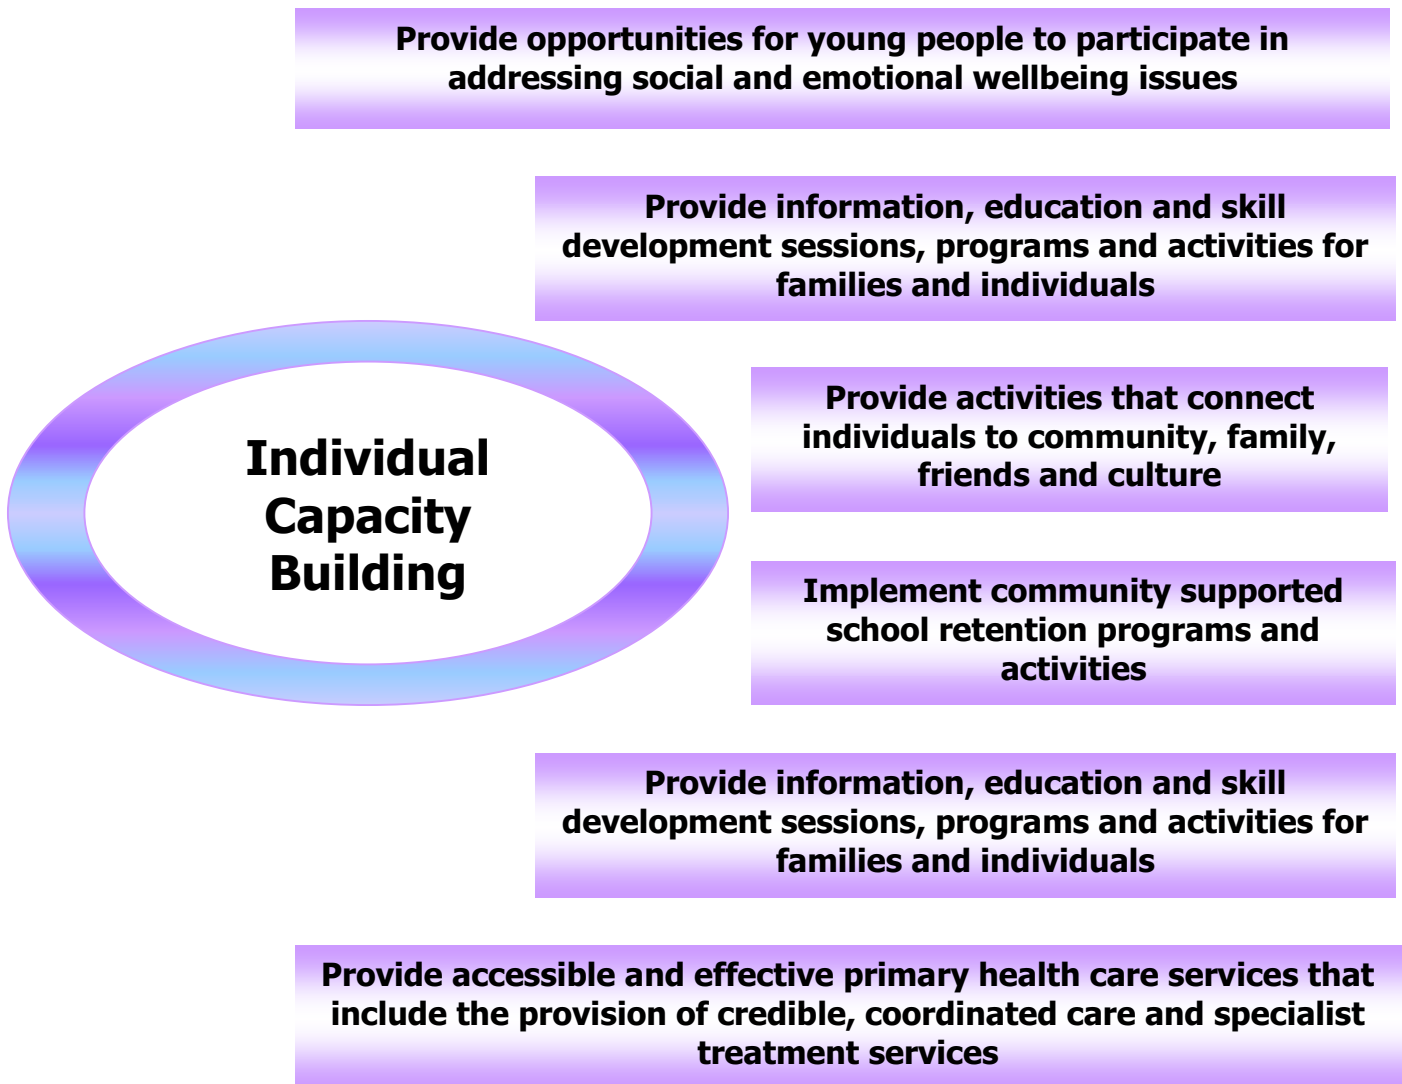 Provide opportunities for young people to participate in
addressing social and emotional wellbeing issues
Provide information, education and skill
development sessions, programs and activities for
families and individuals
Provide activities that connect
individuals to community, family,
friends and culture
Individual
Capacity
Building
Implement community supported
school retention programs and
activities
Provide information, education and skill
development sessions, programs and activities for
families and individuals
Provide accessible and effective primary health care services that
include the provision of credible, coordinated care and specialist
treatment services